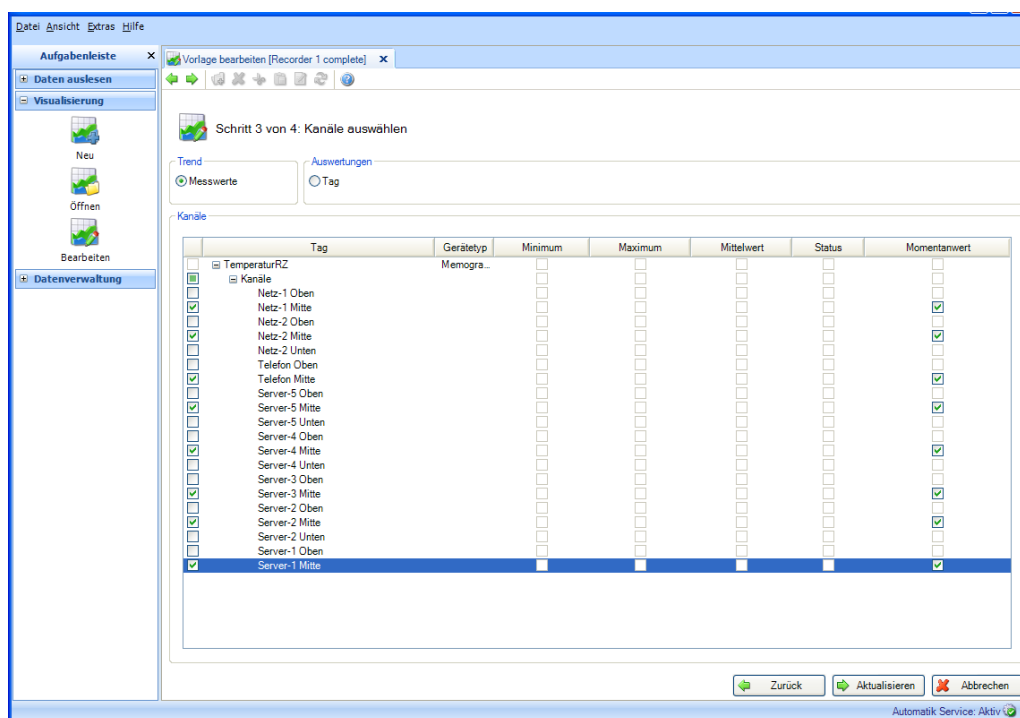 Datei Ansicht Extras Hilfe
Aufgabenleiste
Daten auslesen
Visualisierung
Neu
Öffnen
Bearbeiten
Datenverwaltung
Vorlage bearbeiten [Recorder 1 complete]
Schritt 3 von 4: Kanäle auswählen
Trend
Messwerte
Auswertungen
Tag
Kanäle
Tag Gerätetyp Minimum Maximum Mittelwert Status Momentanwert
TemperaturRZ Memogra...
Kanäle
Netz-1 Oben
Netz-1 Mitte
Netz-2 Oben
Netz-2 Mitte
Netz-2 Unten
Telefon Oben
Telefon Mitte
Server-5 Oben
Server-5 Mitte
Server-5 Unten
Server-4 Oben
Server-4 Mitte
Server-4 Unten
Server-3 Oben
Server-3 Mitte
Server-2 Oben
Server-2 Mitte
Server-2 Unten
Server-1 Oben
Server-1 Mitte
Zurück Aktualisieren Abbrechen
Automatik Service: Aktiv